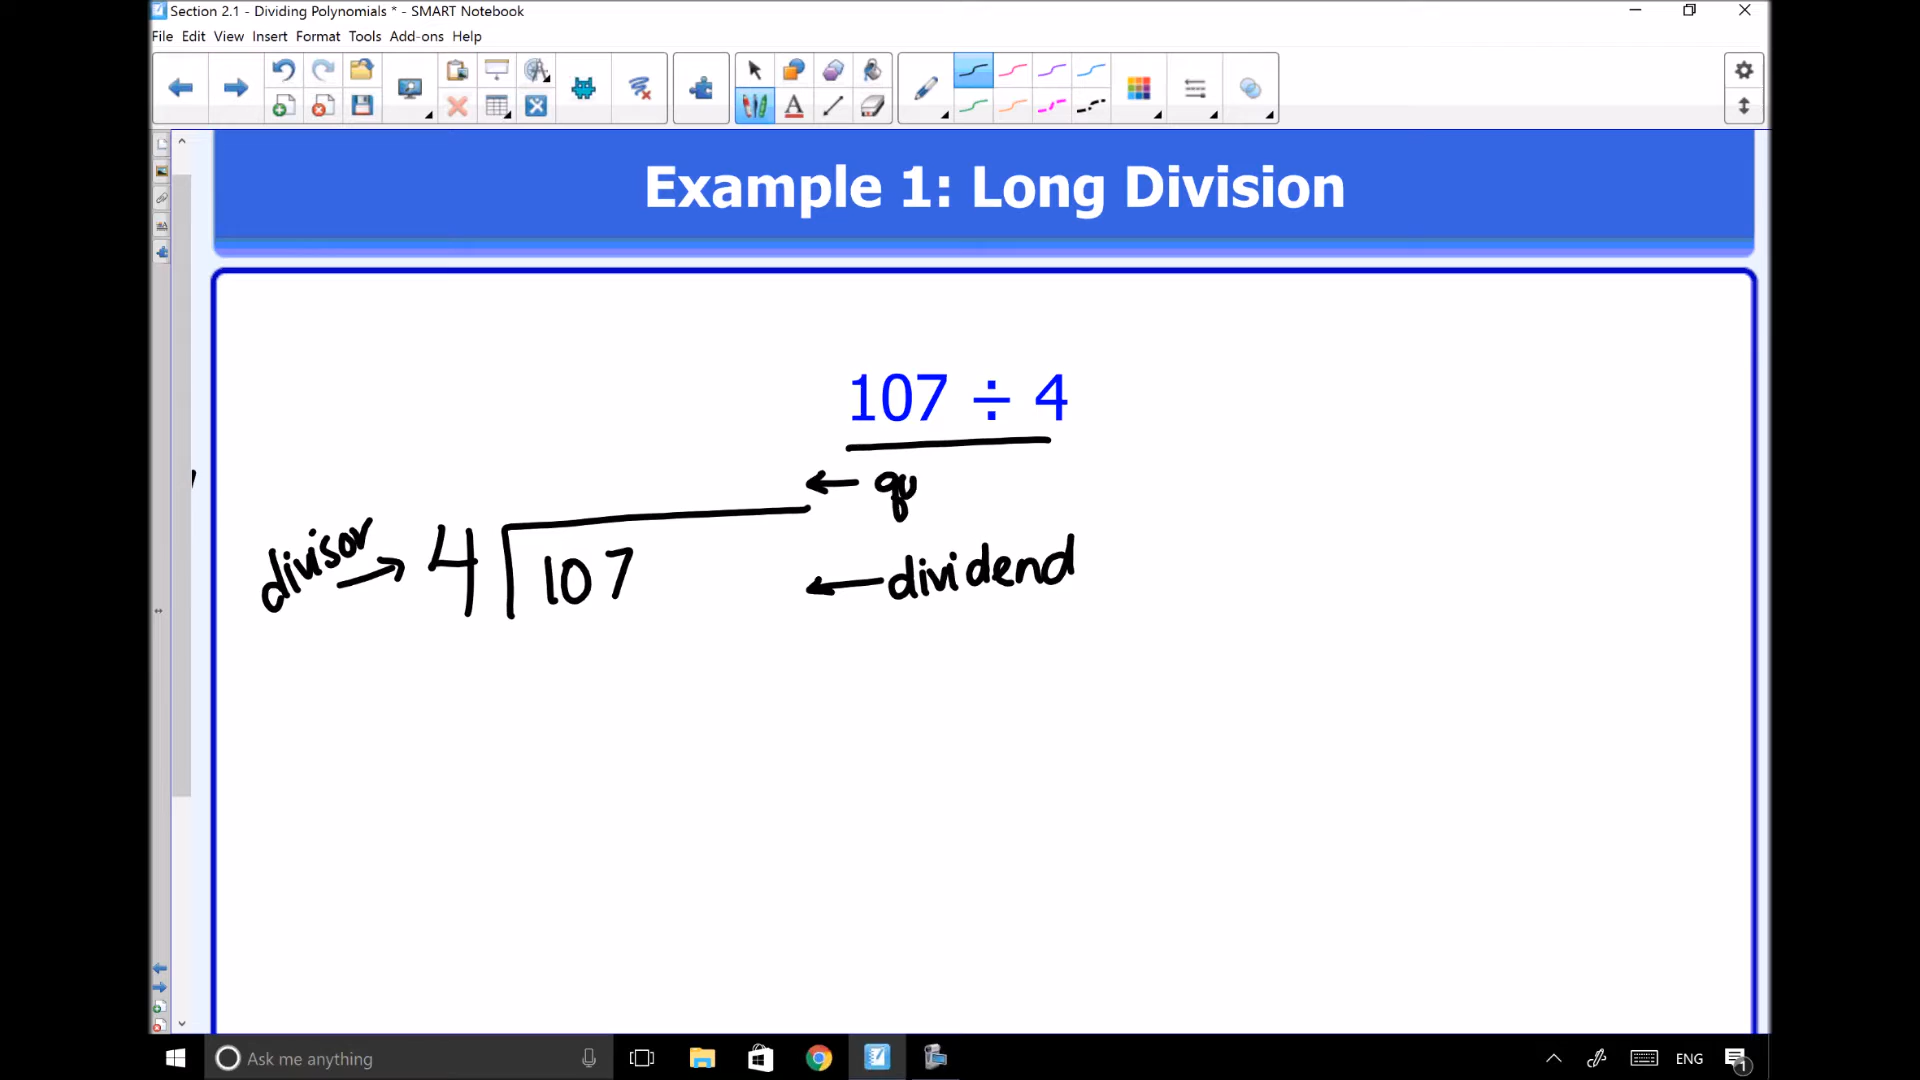 Section 2.1 - Dividing Polynomials * - SMART Notebook
File Edit View Insert Format Tools Add-ons Help
Example 1: Long Division
107 ÷ 4
← qu
divisor → 4 107 ← dividend
Ask me anything
ENG
1